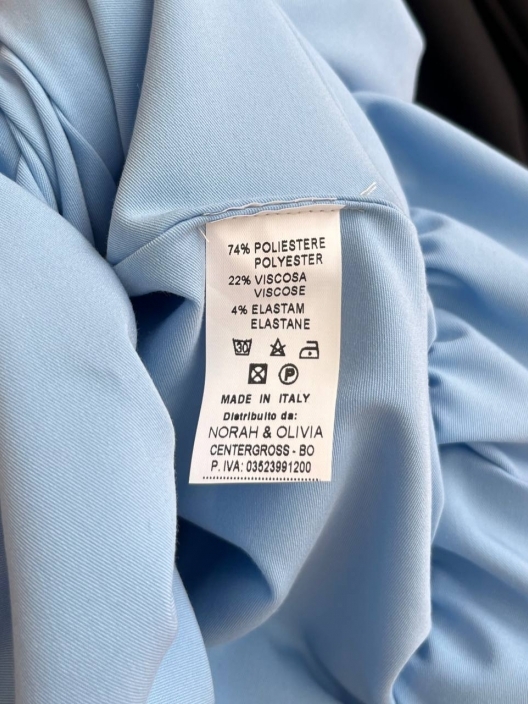 74% POLIESTERE
POLYESTER
22% VISCOSA
VISCOSE
4% ELASTAM
ELASTANE
30
P
MADE IN ITALY
Distribuito da:
NORAH & OLIVIA
CENTERGROSS - BO
P. IVA: 03523991200